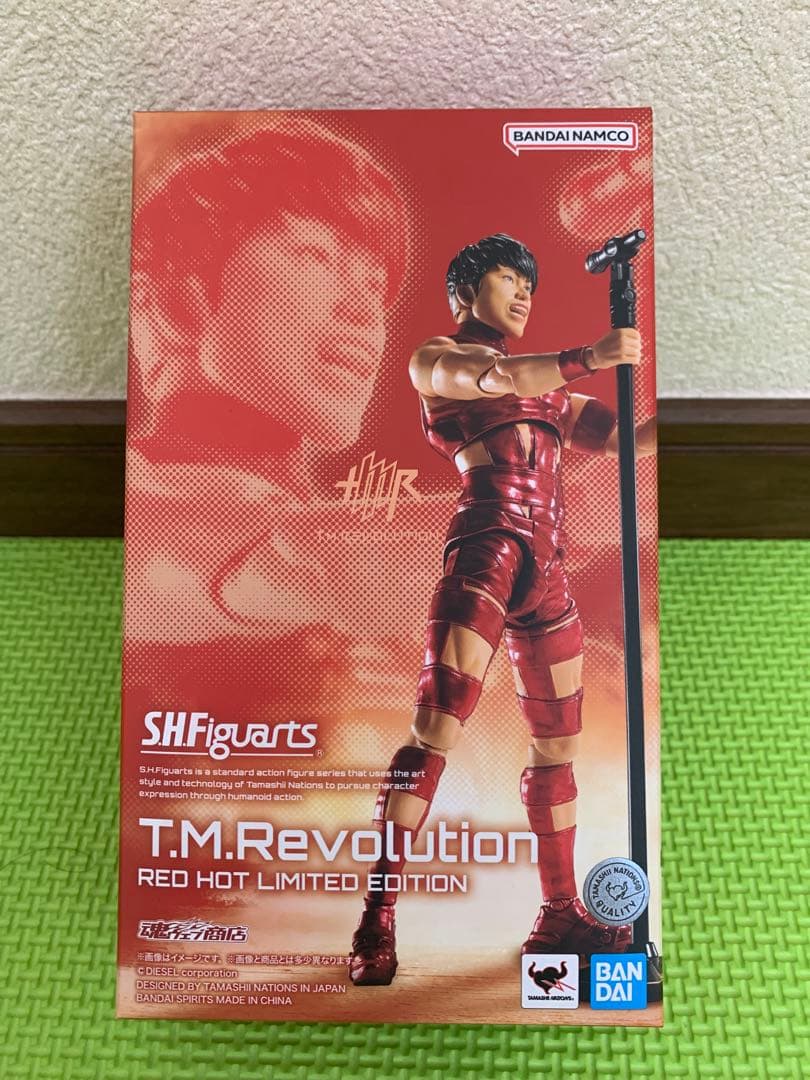 BANDAI NAMCO
T.M.REVOLUTION
S.H.Figuarts®
S.H.Figuarts is a standard action figure series that uses the art
style and technology of Tamashii Nations to pursue character
expression through humanoid action.
T.M.Revolution
RED HOT LIMITED EDITION
TAMASHII NATIONS®
QUALITY
魂ウェブ商店
※画像はイメージです。 ※画像と商品とは多少異なります。
© DIESEL corporation
DESIGNED BY TAMASHII NATIONS IN JAPAN
BANDAI SPIRITS MADE IN CHINA
TAMASHII NATIONS®
BAN
DAI